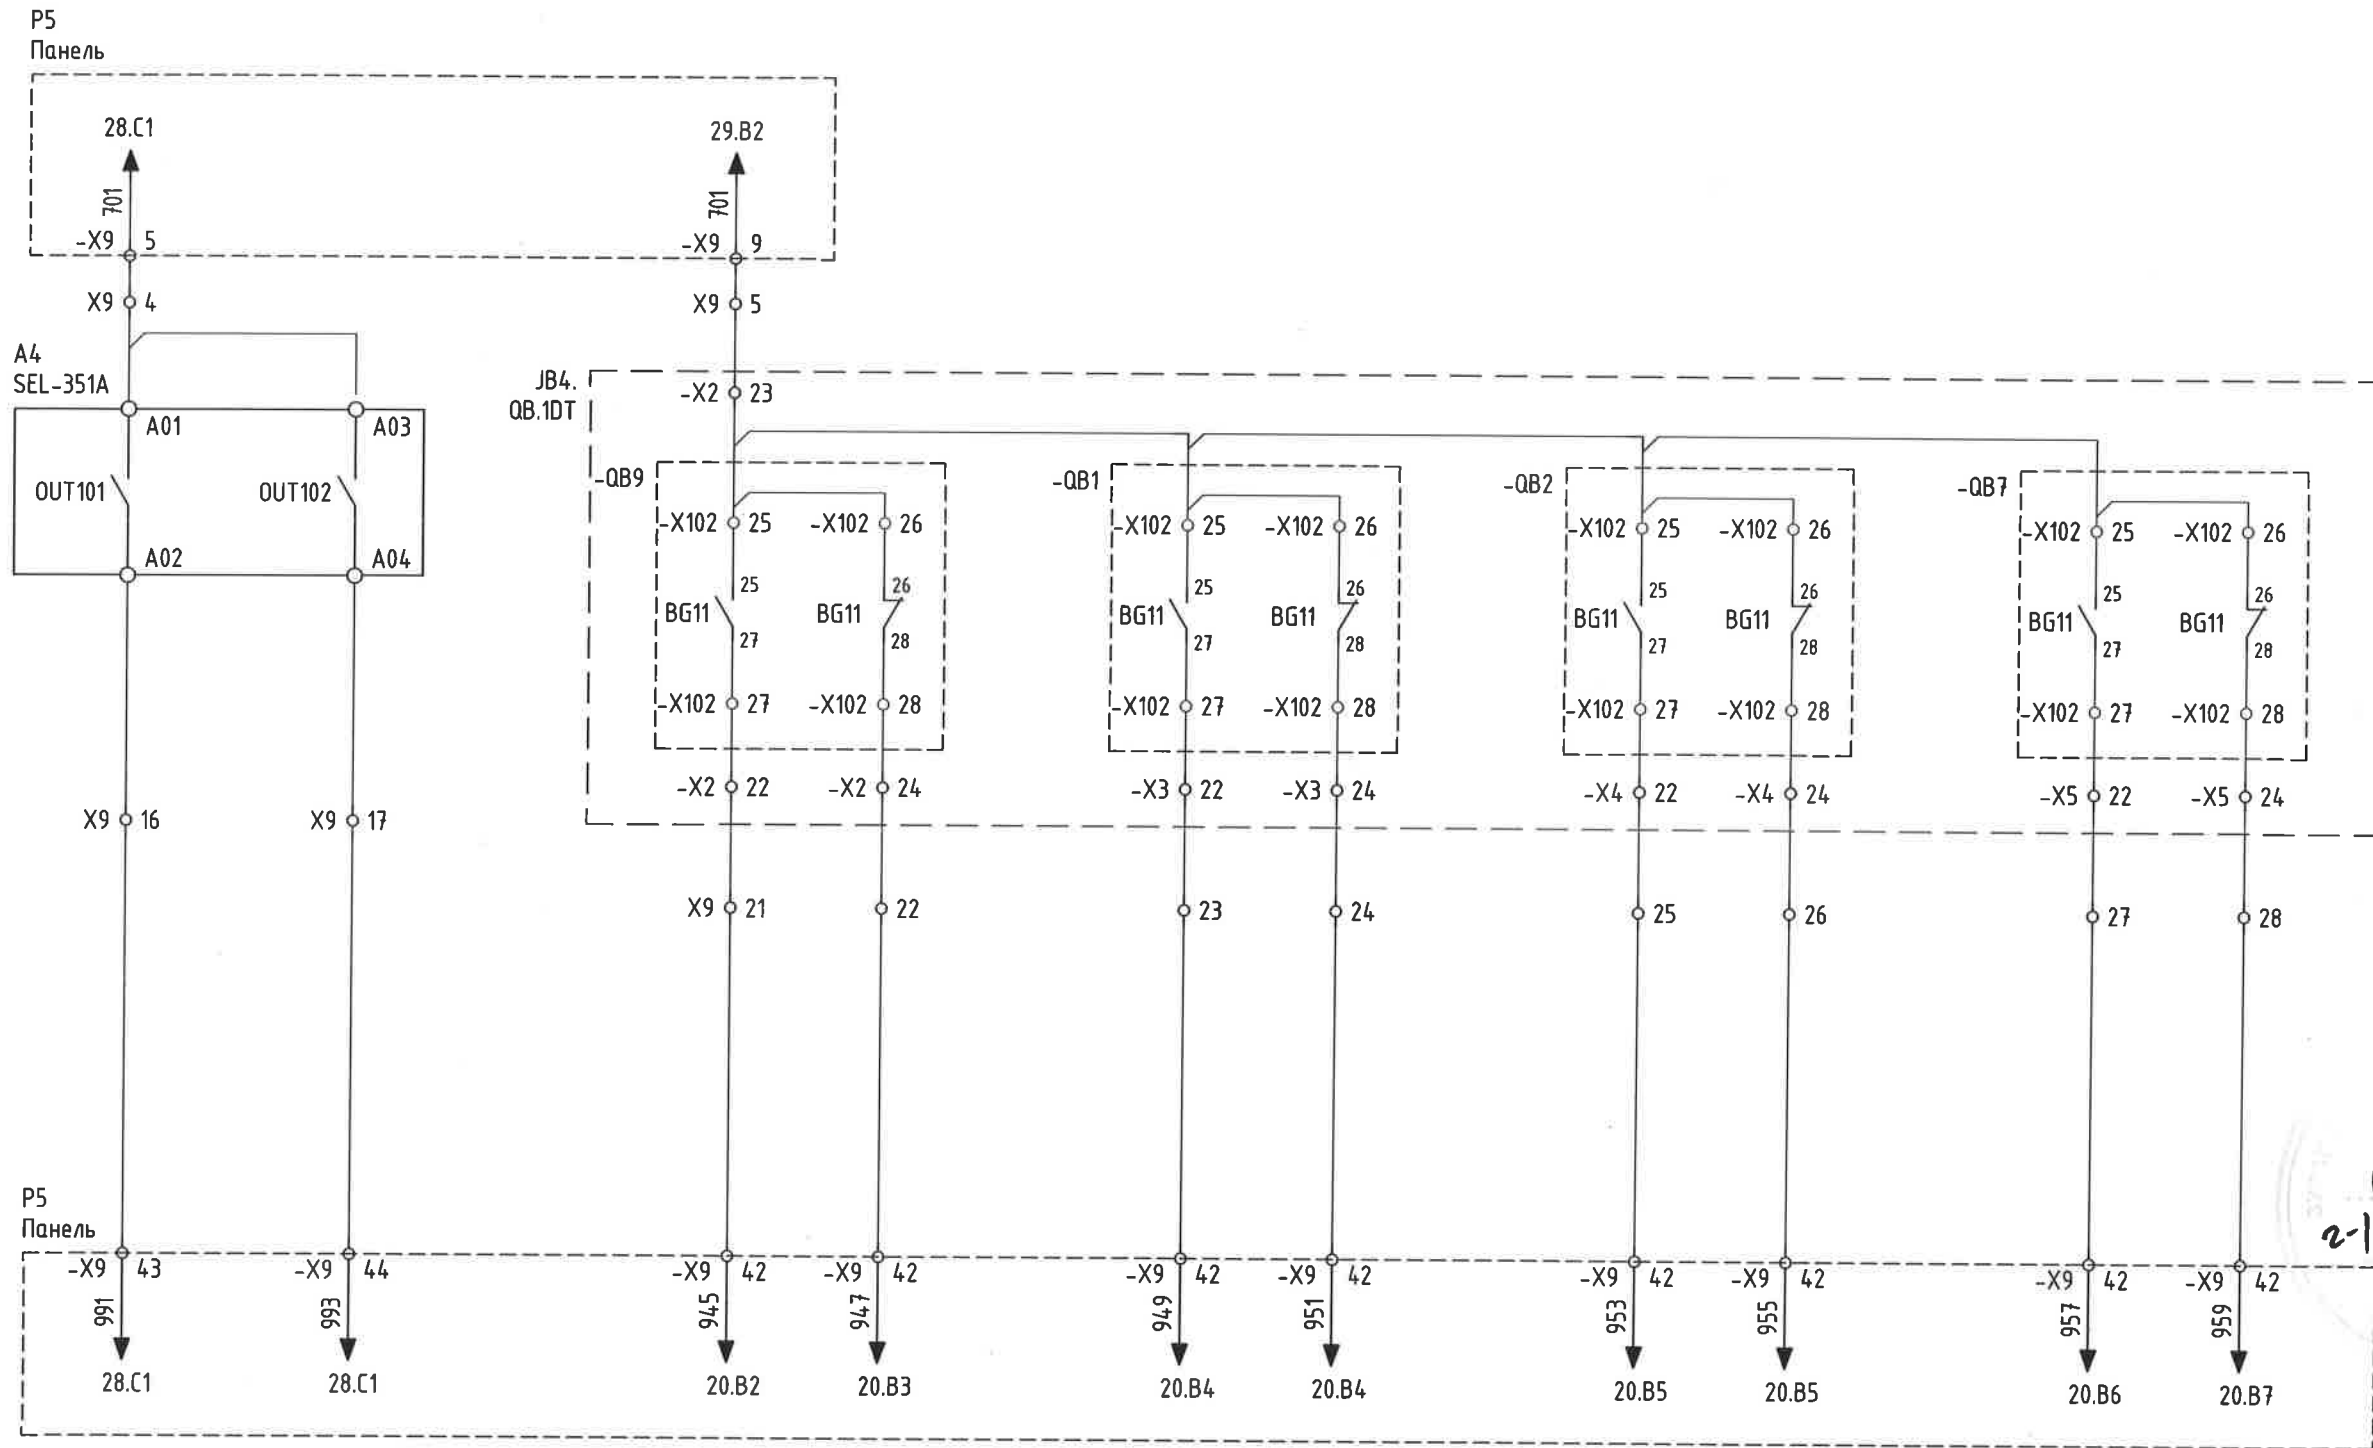 P5
Панель
28.C1
29.B2
701
701
-X9 5
-X9 9
X9 4
X9 5
A4
SEL-351A
JB4.
QB.1DT
-X2 23
A01
A03
OUT101
OUT102
A02
A04
-QB9
-QB1
-QB2
-QB7
-X102 25
-X102 26
-X102 25
-X102 26
-X102 25
-X102 26
-X102 25
-X102 26
25
26
25
26
25
26
25
26
BG11
BG11
BG11
BG11
BG11
BG11
BG11
BG11
27
28
27
28
27
28
27
28
-X102 27
-X102 28
-X102 27
-X102 28
-X102 27
-X102 28
-X102 27
-X102 28
-X2 22
-X2 24
-X3 22
-X3 24
-X4 22
-X4 24
-X5 22
-X5 24
X9 16
X9 17
X9 21
22
23
24
25
26
27
28
P5
Панель
-X9 43
-X9 44
-X9 42
-X9 42
-X9 42
-X9 42
-X9 42
-X9 42
-X9 42
-X9 42
991
993
945
947
949
951
953
955
957
959
28.C1
28.C1
20.B2
20.B3
20.B4
20.B4
20.B5
20.B5
20.B6
20.B7